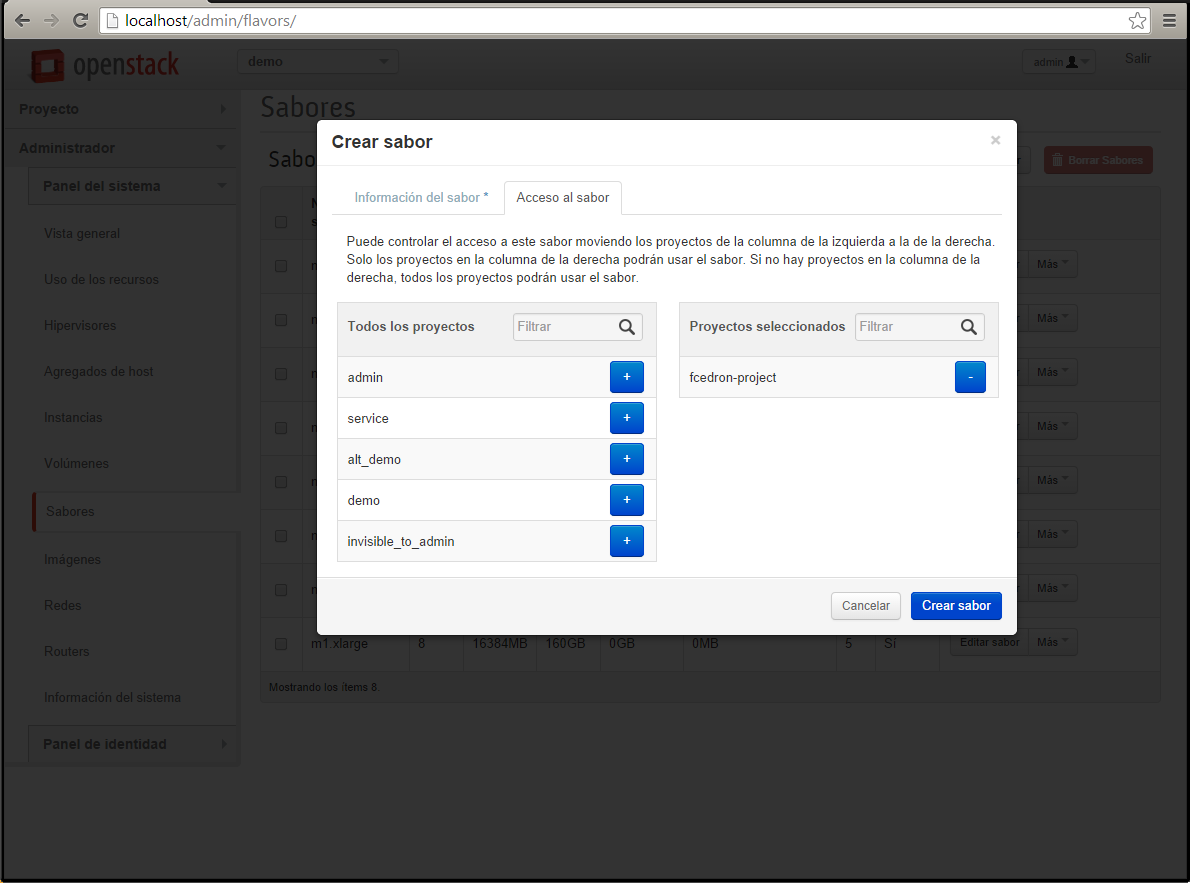 localhost/admin/flavors/
openstack
demo
admin
Salir
Proyecto
Administrador
Panel del sistema
Vista general
Uso de los recursos
Hipervisores
Agregados de host
Instancias
Volúmenes
Sabores
Imágenes
Redes
Routers
Información del sistema
Panel de identidad
Sabores
Sabo
Borrar Sabores
Crear sabor
×
Información del sabor *
Acceso al sabor
Puede controlar el acceso a este sabor moviendo los proyectos de la columna de la izquierda a la de la derecha.
Solo los proyectos en la columna de la derecha podrán usar el sabor. Si no hay proyectos en la columna de la
derecha, todos los proyectos podrán usar el sabor.
Todos los proyectos Filtrar
admin +
service +
alt_demo +
demo +
invisible_to_admin +
Proyectos seleccionados Filtrar
fcedron-project -
Cancelar Crear sabor
Más
Más
Más
Más
Más
Más
Más
m1.xlarge 8 16384MB 160GB 0GB 0MB 5 Sí Editar sabor Más
Mostrando los ítems 8.